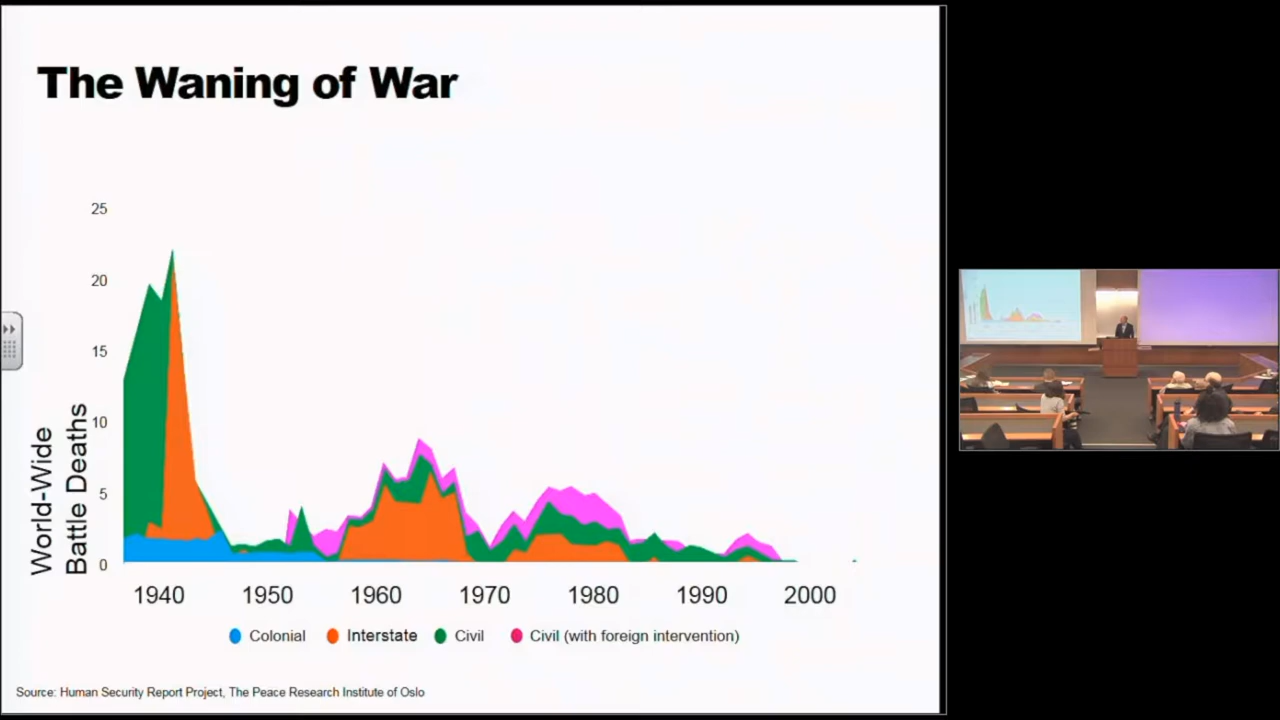 The Waning of War
25
20
15
10
5
0
World-Wide
Battle Deaths
1940 1950 1960 1970 1980 1990 2000
Colonial Interstate Civil Civil (with foreign intervention)
Source: Human Security Report Project, The Peace Research Institute of Oslo